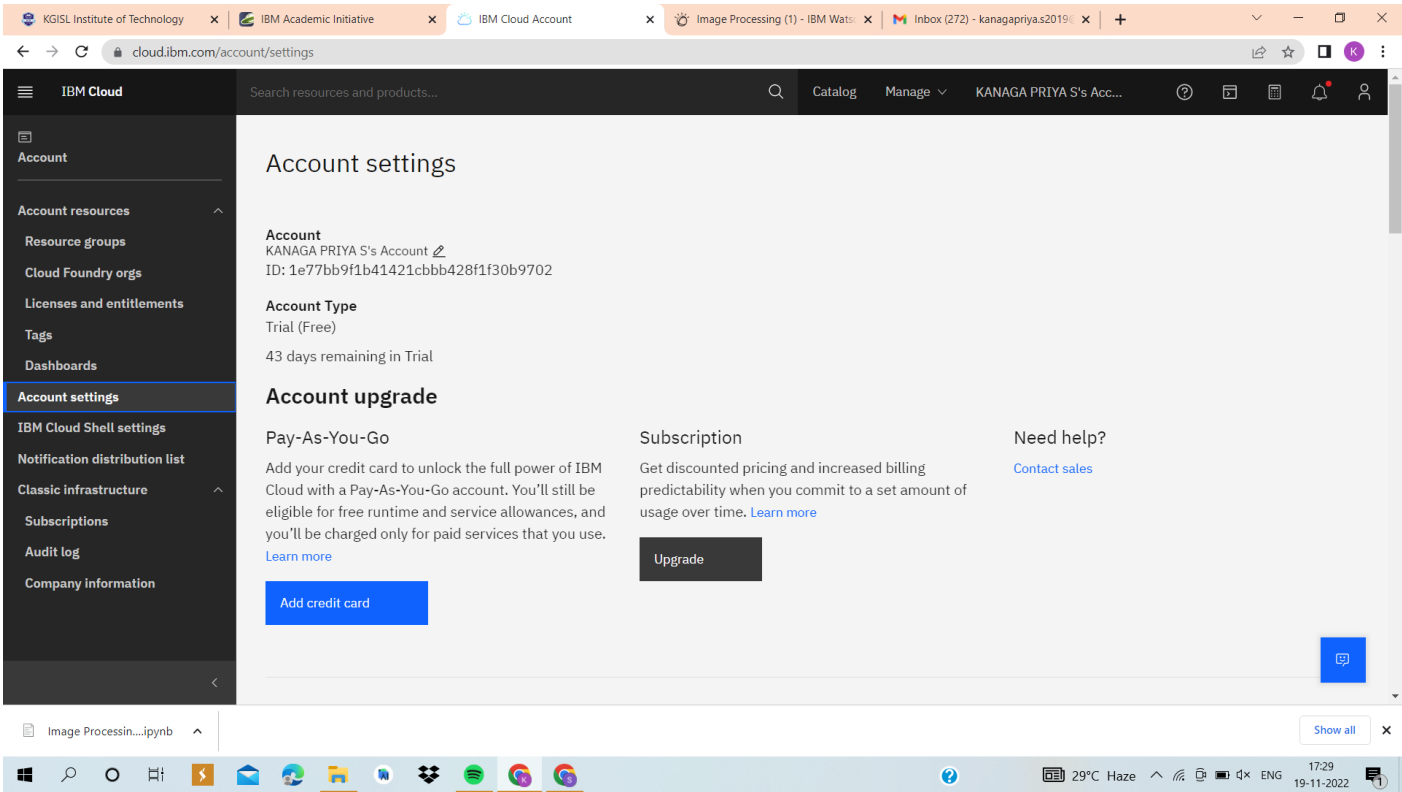 KGISL Institute of Technology
IBM Academic Initiative
IBM Cloud Account
Image Processing (1) - IBM Wats
Inbox (272) - kanagapriya.s2019@
cloud.ibm.com/account/settings
K
IBM Cloud
Search resources and products...
Catalog
Manage
KANAGA PRIYA S's Acc...
Account
Account resources
Resource groups
Cloud Foundry orgs
Licenses and entitlements
Tags
Dashboards
Account settings
IBM Cloud Shell settings
Notification distribution list
Classic infrastructure
Subscriptions
Audit log
Company information
Account settings
Account
KANAGA PRIYA S's Account
ID: 1e77bb9f1b41421cbbb428f1f30b9702
Account Type
Trial (Free)
43 days remaining in Trial
Account upgrade
Pay-As-You-Go
Add your credit card to unlock the full power of IBM
Cloud with a Pay-As-You-Go account. You’ll still be
eligible for free runtime and service allowances, and
you’ll be charged only for paid services that you use.
Learn more
Add credit card
Subscription
Get discounted pricing and increased billing
predictability when you commit to a set amount of
usage over time. Learn more
Upgrade
Need help?
Contact sales
Image Processin....ipynb
Show all
29°C Haze
ENG
17:29
19-11-2022
1